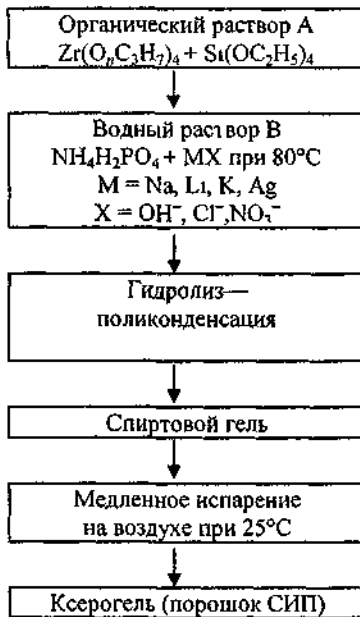 Органический раствор А
Zr(OₙC₃H₇)₄ + Si(OC₂H₅)₄
Водный раствор В
NH₄H₂PO₄ + MX при 80°C
M = Na, Li, K, Ag
X = OH⁻, Cl⁻, NO₃⁻
Гидролиз—
поликонденсация
Спиртовой гель
Медленное испарение
на воздухе при 25°C
Ксерогель (порошок СИП)